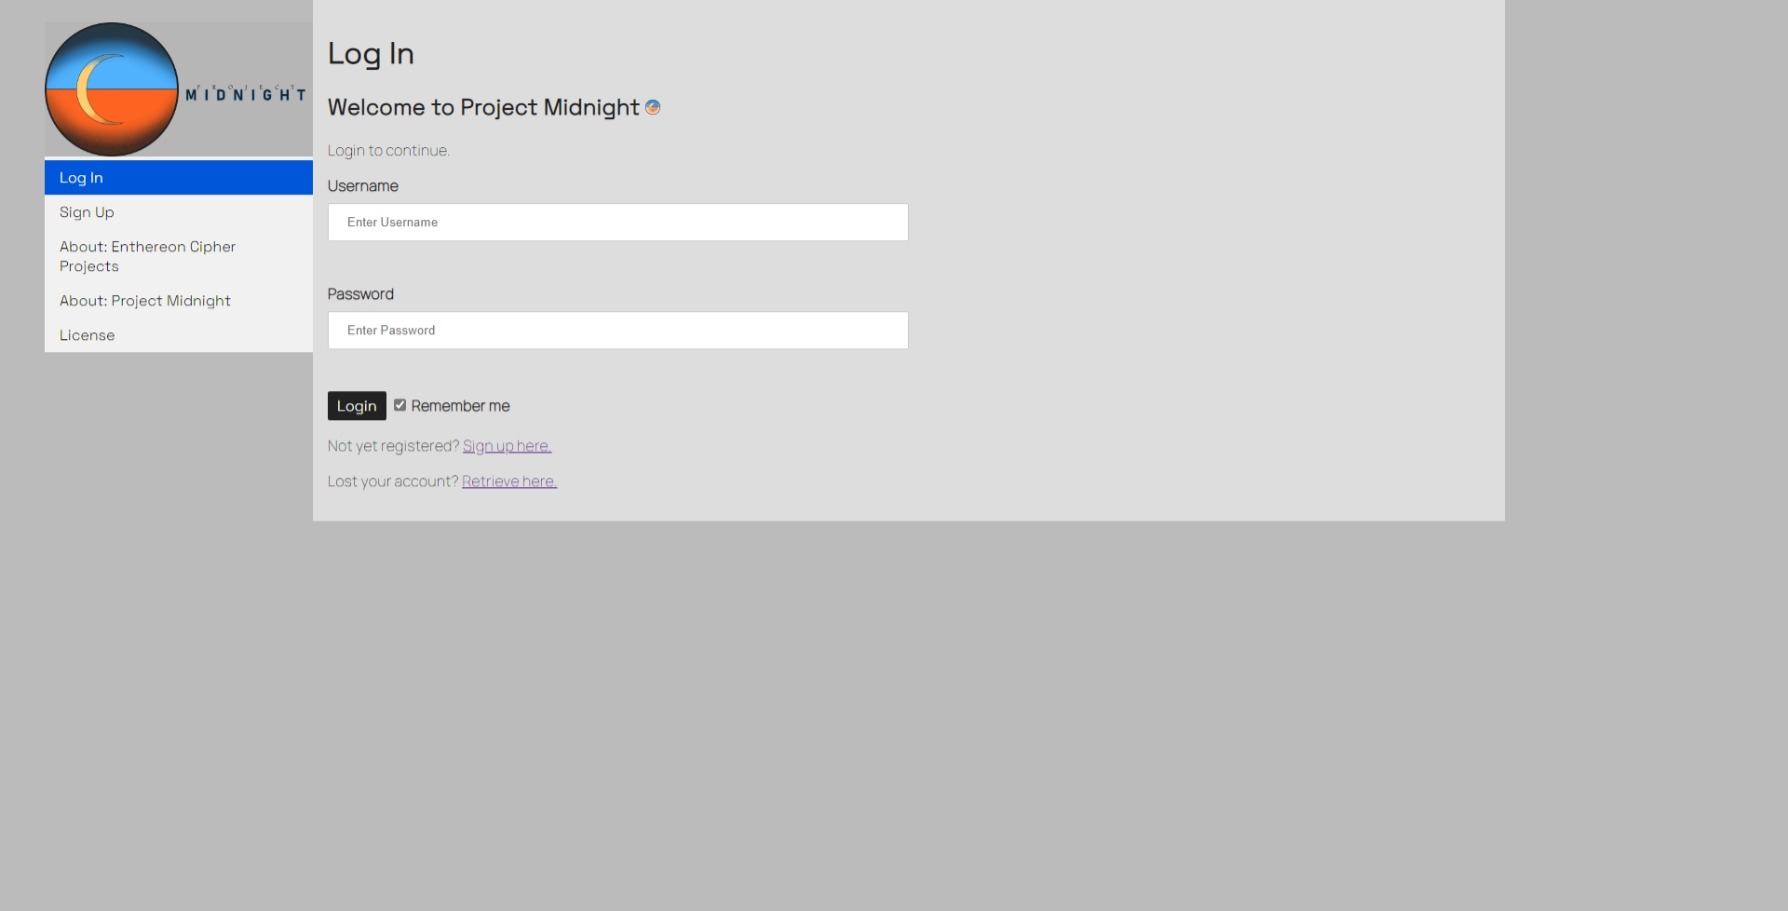 MIDNIGHT
Log In
Sign Up
About: Enthereon Cipher
Projects
About: Project Midnight
License
Log In
Welcome to Project Midnight
Login to continue.
Username
Enter Username
Password
Enter Password
Login Remember me
Not yet registered? Sign up here.
Lost your account? Retrieve here.